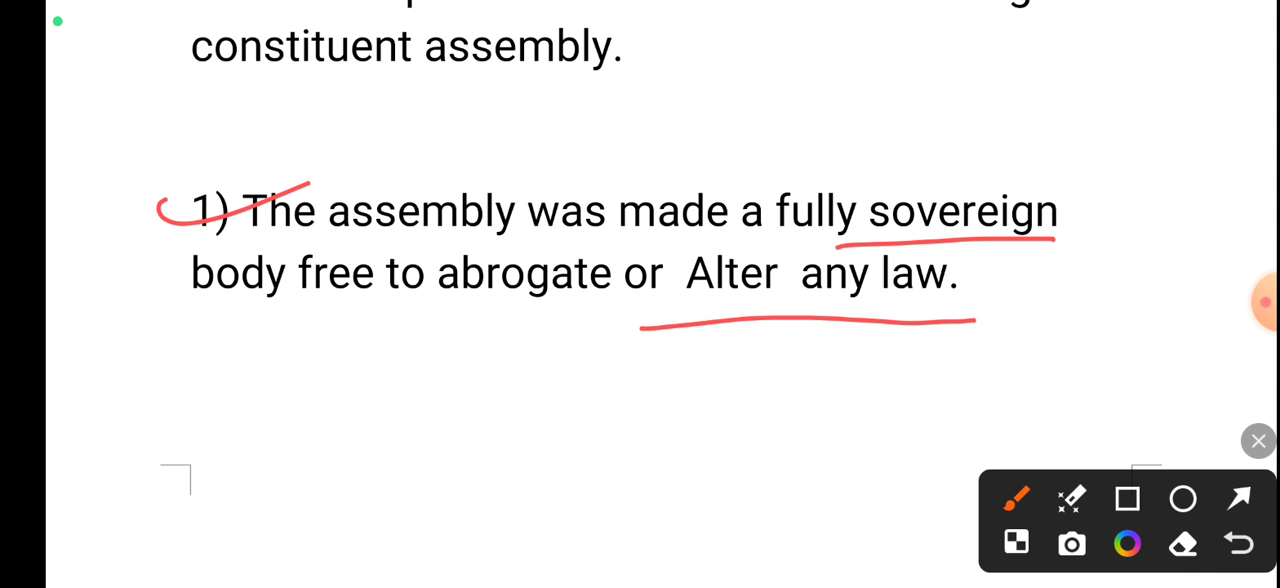 constituent assembly.
1) The assembly was made a fully sovereign
body free to abrogate or Alter any law.